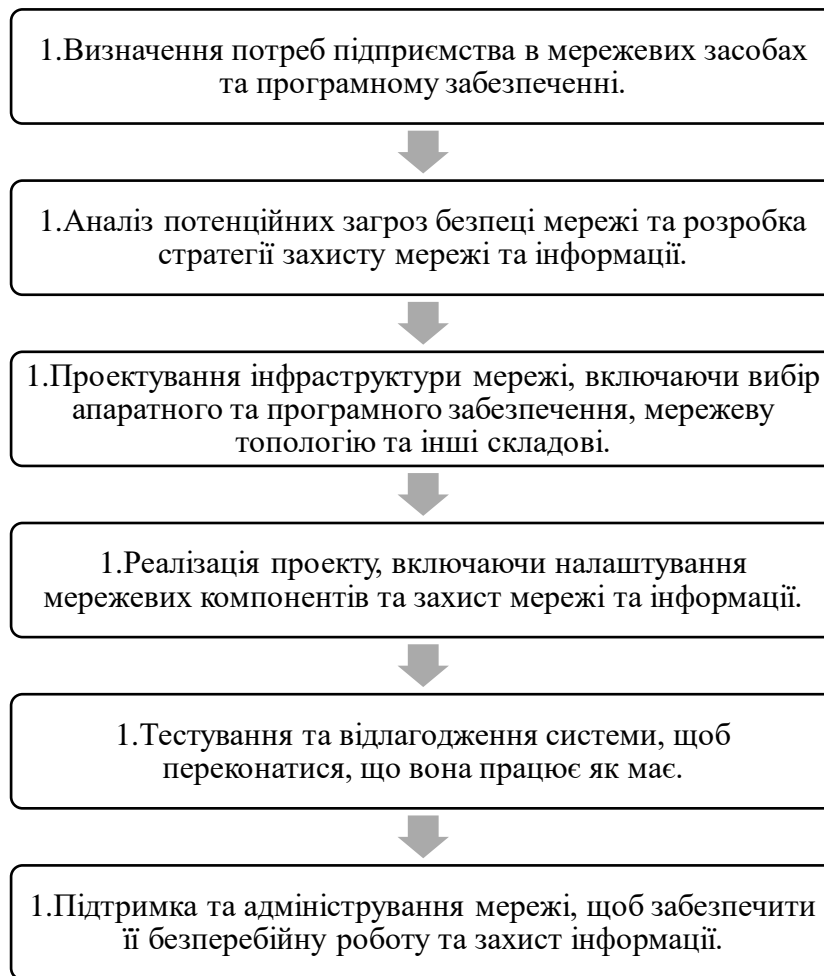 1.Визначення потреб підприємства в мережевих засобах
та програмному забезпеченні.
1.Аналіз потенційних загроз безпеці мережі та розробка
стратегії захисту мережі та інформації.
1.Проектування інфраструктури мережі, включаючи вибір
апаратного та програмного забезпечення, мережеву
топологію та інші складові.
1.Реалізація проекту, включаючи налаштування
мережевих компонентів та захист мережі та інформації.
1.Тестування та відлагодження системи, щоб
переконатися, що вона працює як має.
1.Підтримка та адміністрування мережі, щоб забезпечити
її безперебійну роботу та захист інформації.